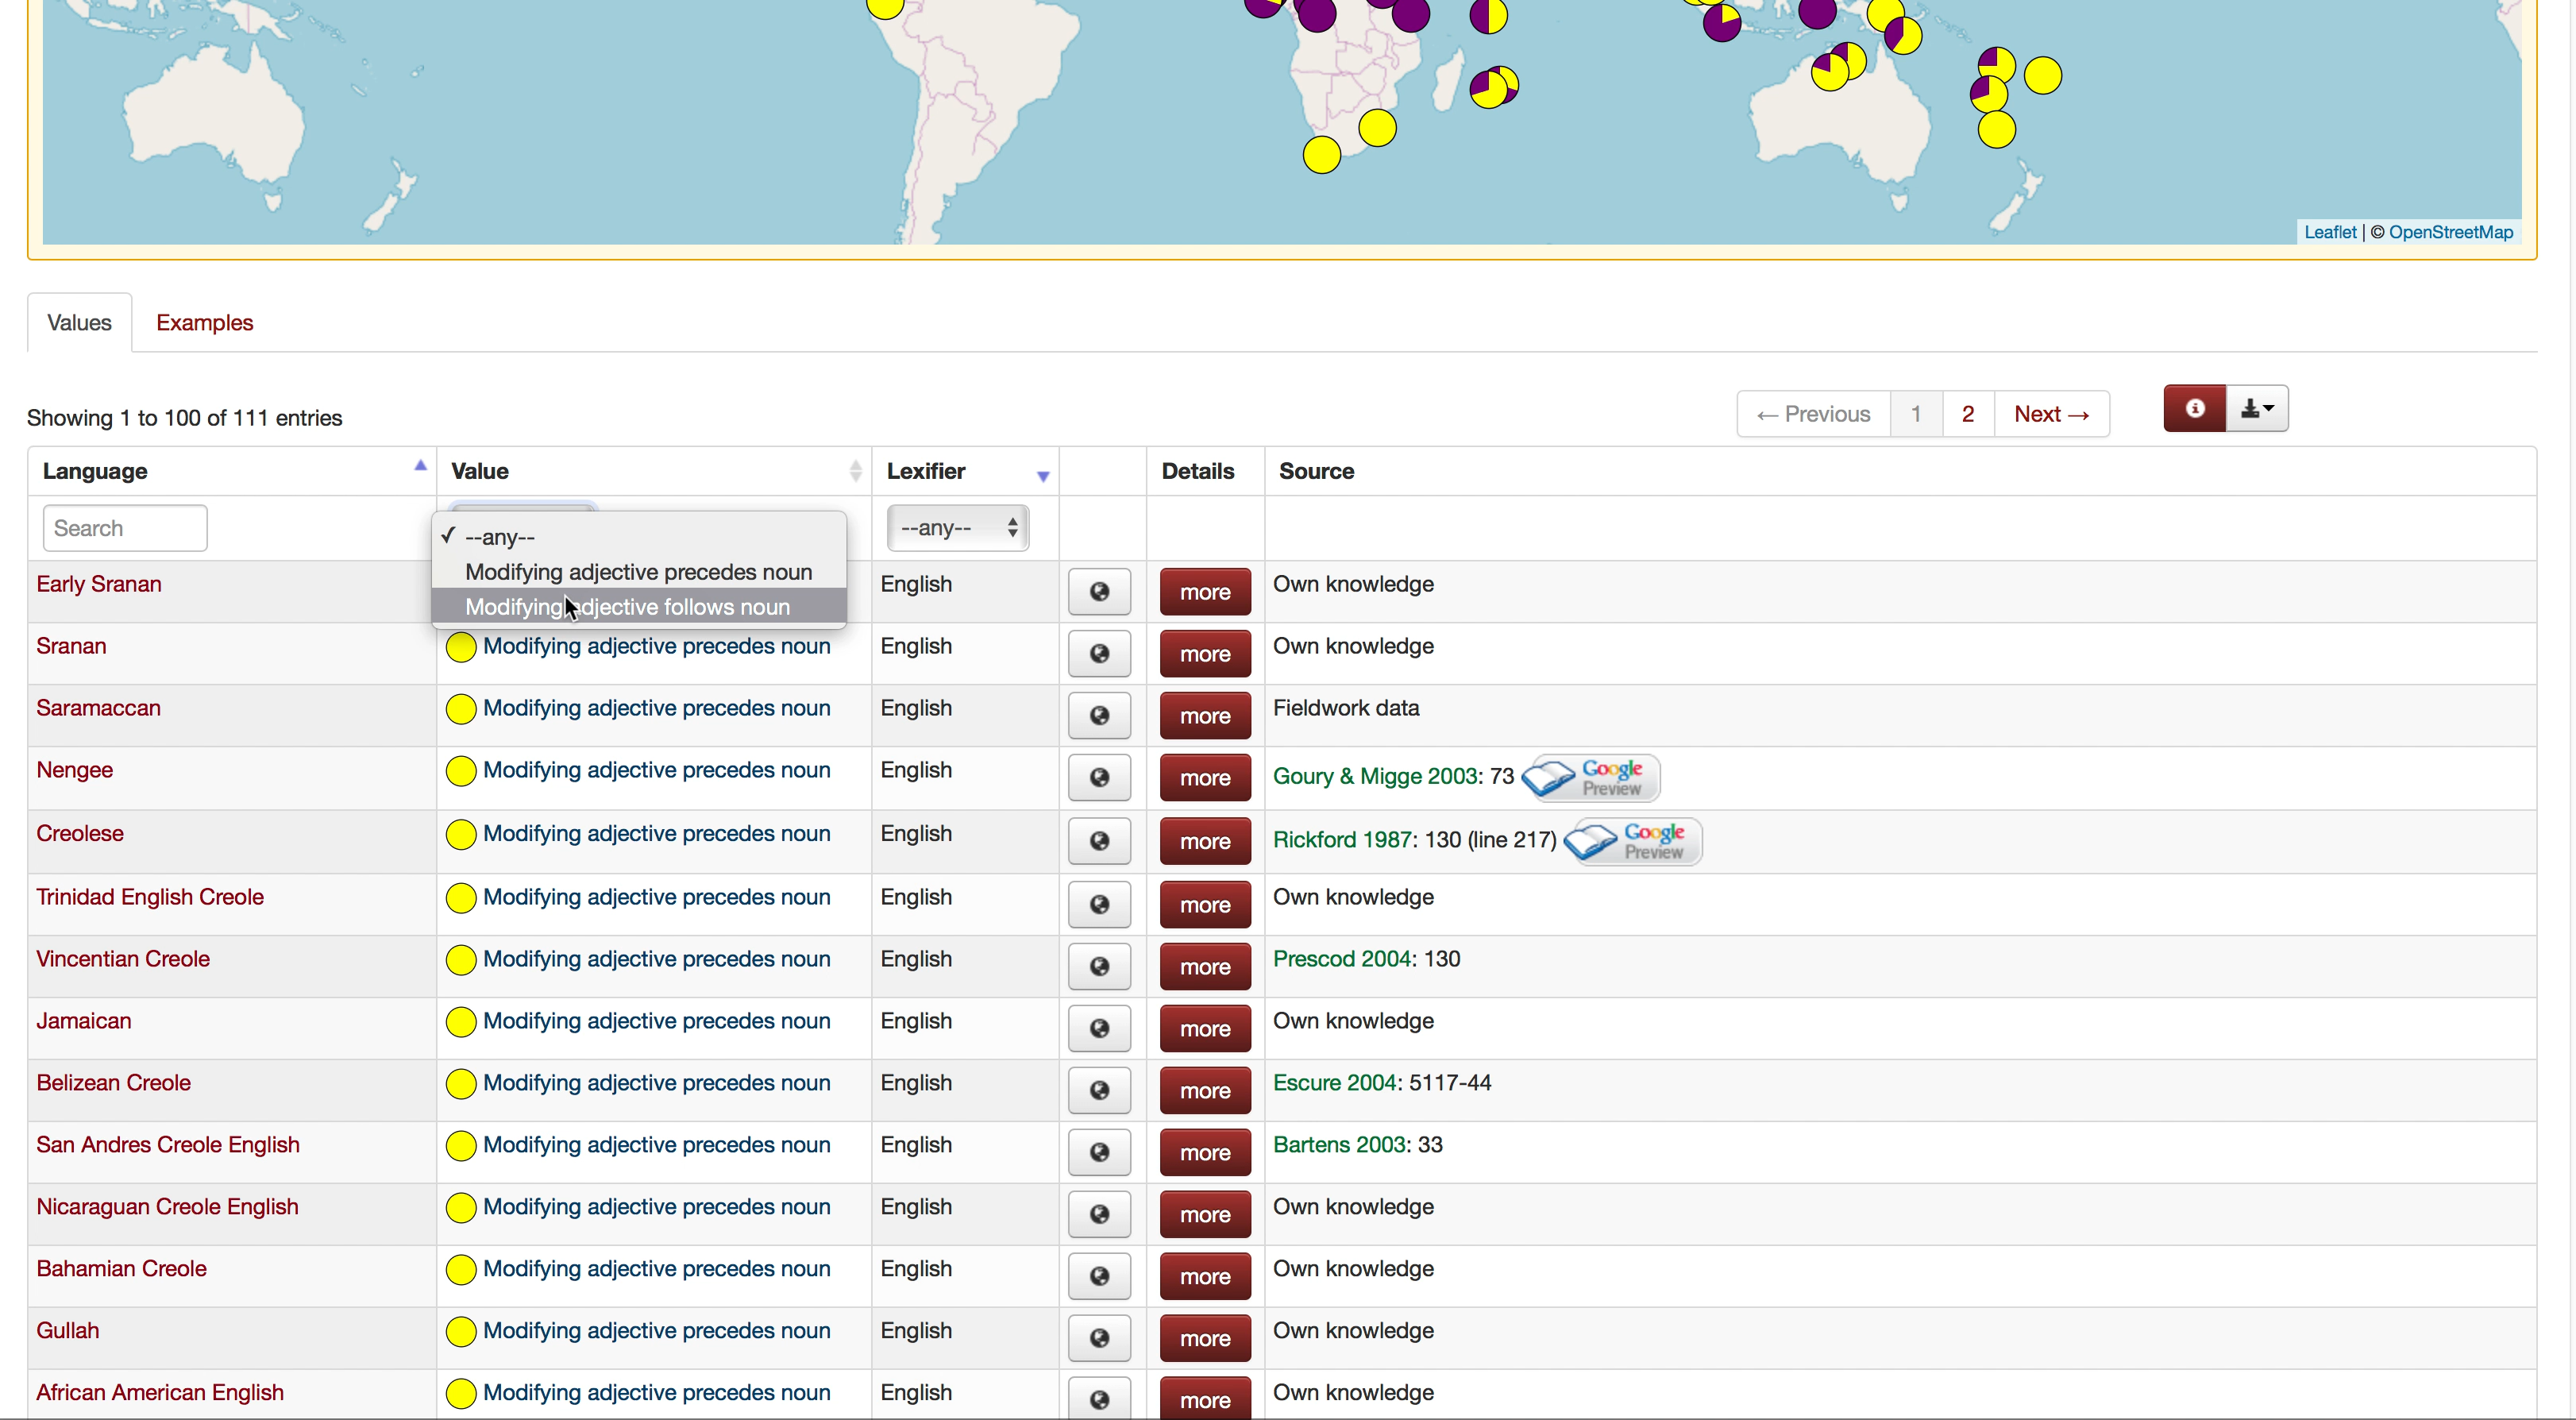 Leaflet | © OpenStreetMap
Values Examples
Showing 1 to 100 of 111 entries
← Previous 1 2 Next →
Language Value Lexifier Details Source
Search --any--
✓ --any--
Modifying adjective precedes noun
Modifying adjective follows noun
Early Sranan English more Own knowledge
Sranan Modifying adjective precedes noun English more Own knowledge
Saramaccan Modifying adjective precedes noun English more Fieldwork data
Nengee Modifying adjective precedes noun English more Goury & Migge 2003: 73 Google Preview
Creolese Modifying adjective precedes noun English more Rickford 1987: 130 (line 217) Google Preview
Trinidad English Creole Modifying adjective precedes noun English more Own knowledge
Vincentian Creole Modifying adjective precedes noun English more Prescod 2004: 130
Jamaican Modifying adjective precedes noun English more Own knowledge
Belizean Creole Modifying adjective precedes noun English more Escure 2004: 5117-44
San Andres Creole English Modifying adjective precedes noun English more Bartens 2003: 33
Nicaraguan Creole English Modifying adjective precedes noun English more Own knowledge
Bahamian Creole Modifying adjective precedes noun English more Own knowledge
Gullah Modifying adjective precedes noun English more Own knowledge
African American English Modifying adjective precedes noun English more Own knowledge